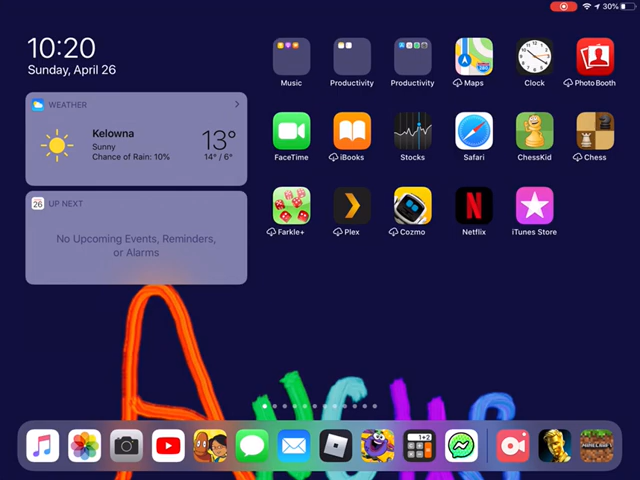 30%
10:20
Sunday, April 26
WEATHER
Kelowna
Sunny
Chance of Rain: 10%
13°
14° / 6°
26
UP NEXT
No Upcoming Events, Reminders,
or Alarms
Music
Productivity
Productivity
Maps
Clock
Photo Booth
FaceTime
iBooks
Stocks
Safari
ChessKid
Chess
Farkle+
Plex
Cozmo
Netflix
iTunes Store